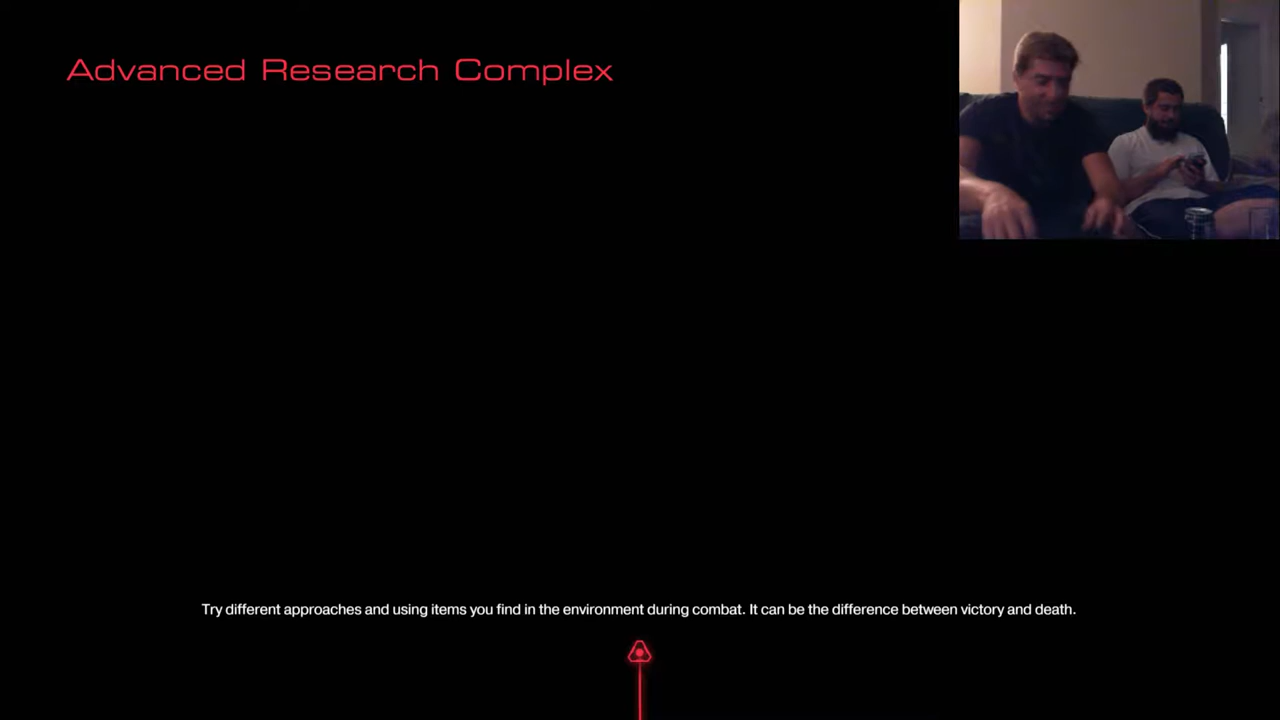 Advanced Research Complex
Try different approaches and using items you find in the environment during combat. It can be the difference between victory and death.